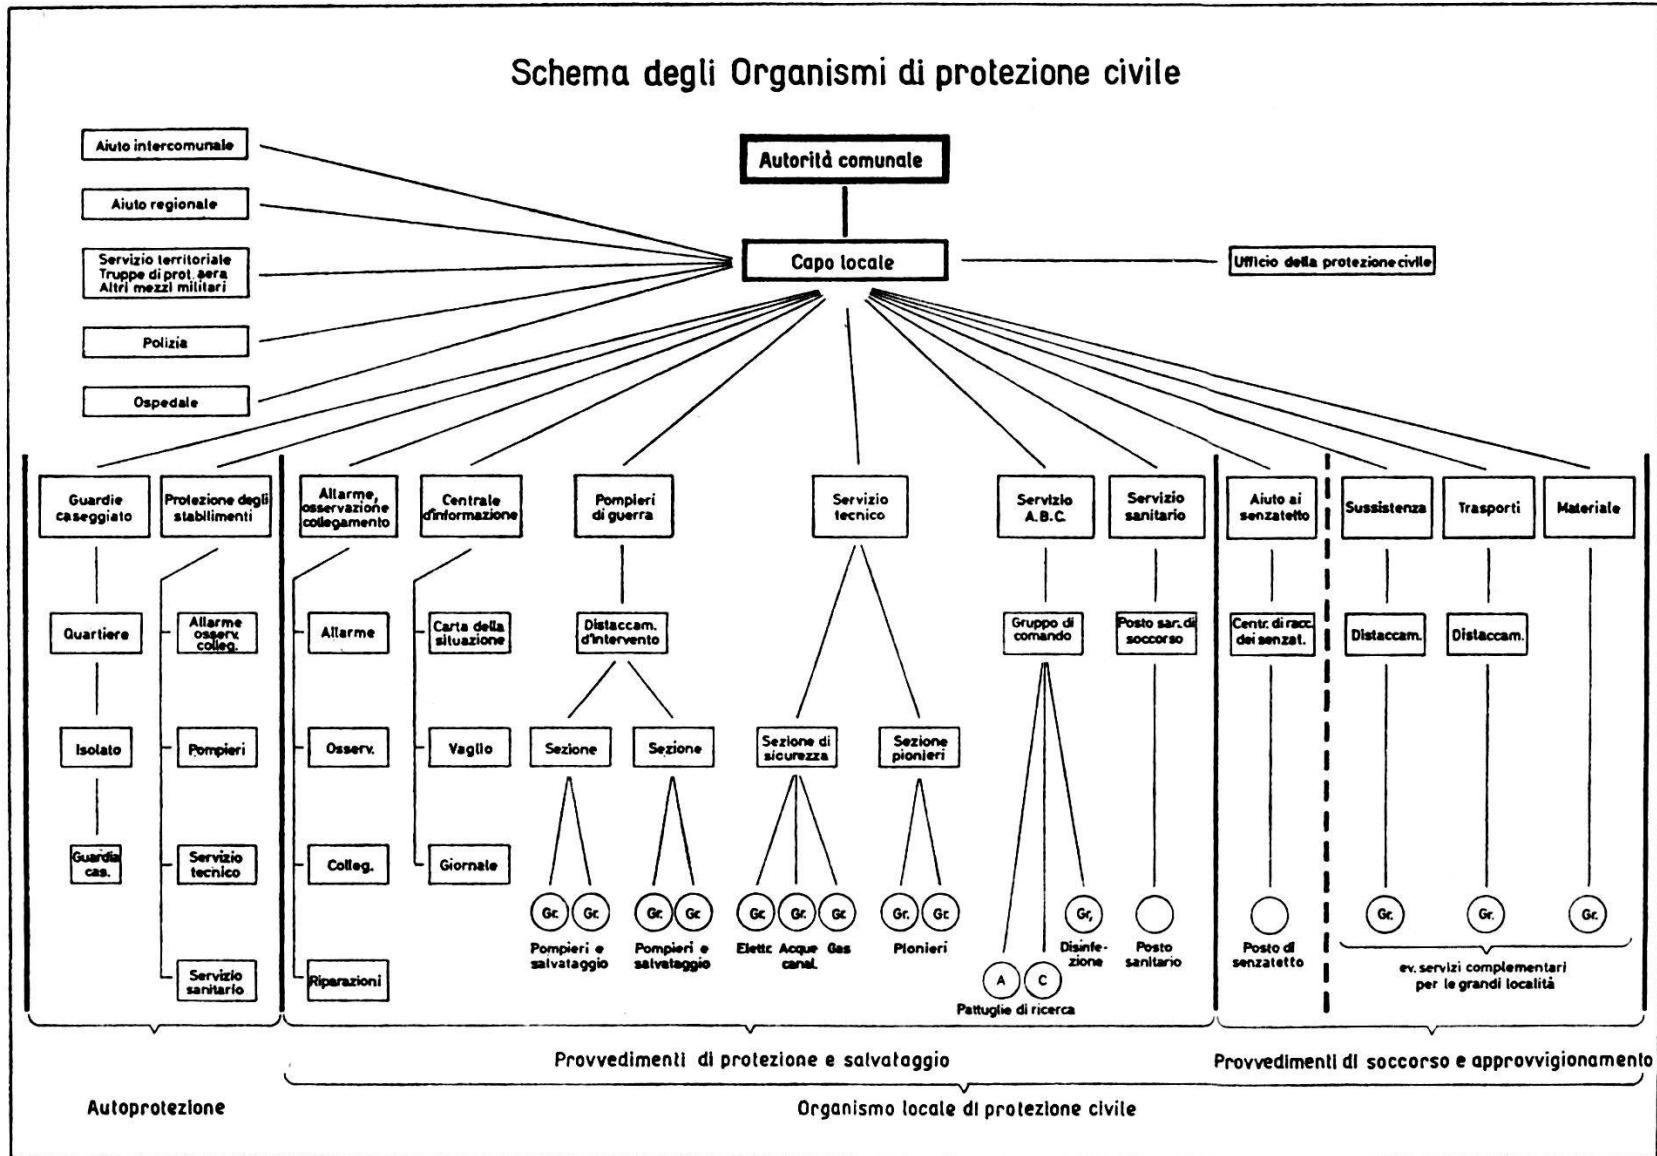 Schema degli Organismi di protezione civile
Aiuto intercomunale
Autorità comunale
Aiuto regionale
Servizio territoriale
Truppe di prot. aera
Altri mezzi militari
Capo locale
Ufficio della protezione civile
Polizia
Ospedale
Guardie
caseggiato
Protezione degli
stabilimenti
Allarme,
osservazione
collegamento
Centrale
d'informazione
Pompieri
di guerra
Servizio
tecnico
Servizio
A.B.C.
Servizio
sanitario
Aiuto ai
senzatetto
Sussistenza
Trasporti
Materiale
Quartiere
Allarme
osserv.
colleg.
Allarme
Carta della
situazione
Distaccam.
d'intervento
Gruppo di
comando
Posto san. di
soccorso
Centr. di racc.
dei senzat.
Distaccam.
Distaccam.
Isolato
Pompieri
Osserv.
Vaglio
Sezione
Sezione
Sezione di
sicurezza
Sezione
pionieri
Guardia
cas.
Servizio
tecnico
Colleg.
Giornale
Gr.
Gr.
Gr.
Gr.
Gr.
Gr.
Gr.
Gr.
Gr.
Gr.
Gr.
Gr.
Gr.
Pompieri e
salvataggio
Pompieri e
salvataggio
Elettr.
Acque
canal.
Gas
Pionieri
Disinfe-
zione
Posto
sanitario
Posto di
senzatetto
ev. servizi complementari
per le grandi località
Servizio
sanitario
Riparazioni
A
C
Pattuglie di ricerca
Provvedimenti di protezione e salvataggio
Provvedimenti di soccorso e approvvigionamento
Autoprotezione
Organismo locale di protezione civile